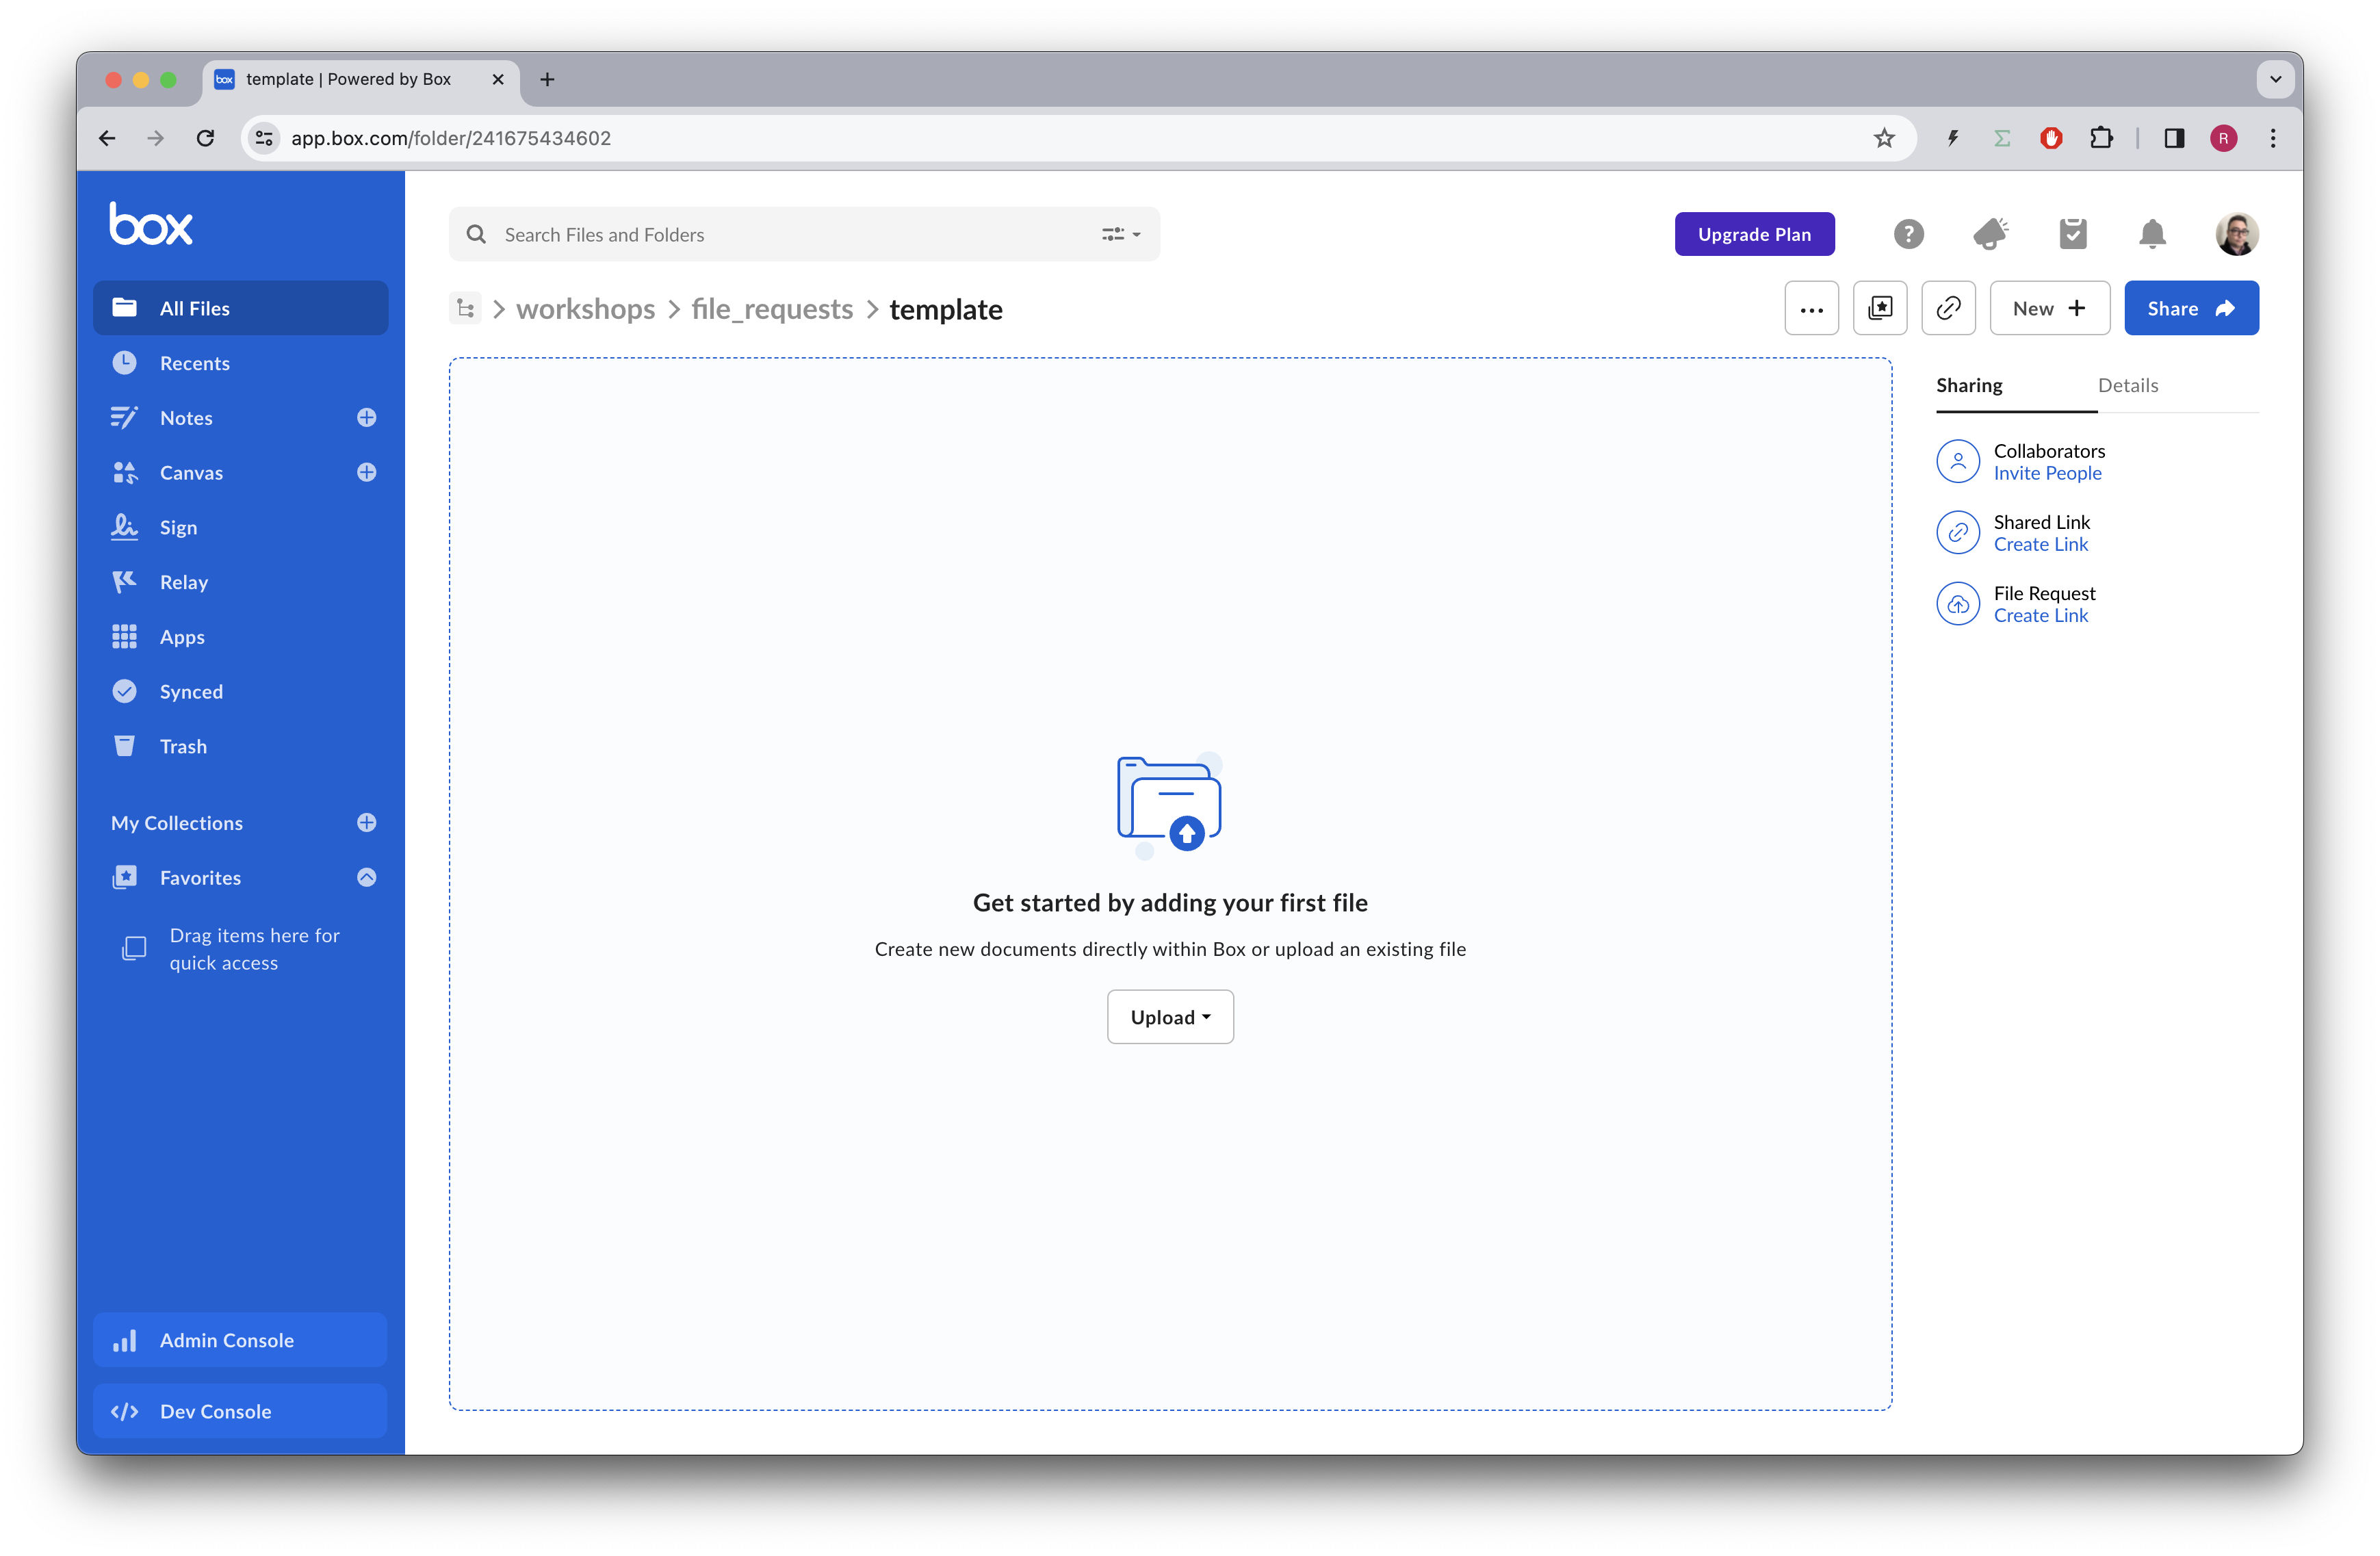 box
template | Powered by Box
app.box.com/folder/241675434602
R
box
Search Files and Folders
Upgrade Plan
?
All Files
workshops
file_requests
template
New
Share
Recents
Notes
Canvas
Sign
Relay
Apps
Synced
Trash
My Collections
Favorites
Drag items here for
quick access
Admin Console
Dev Console
Get started by adding your first file
Create new documents directly within Box or upload an existing file
Upload
Sharing
Details
Collaborators
Invite People
Shared Link
Create Link
File Request
Create Link